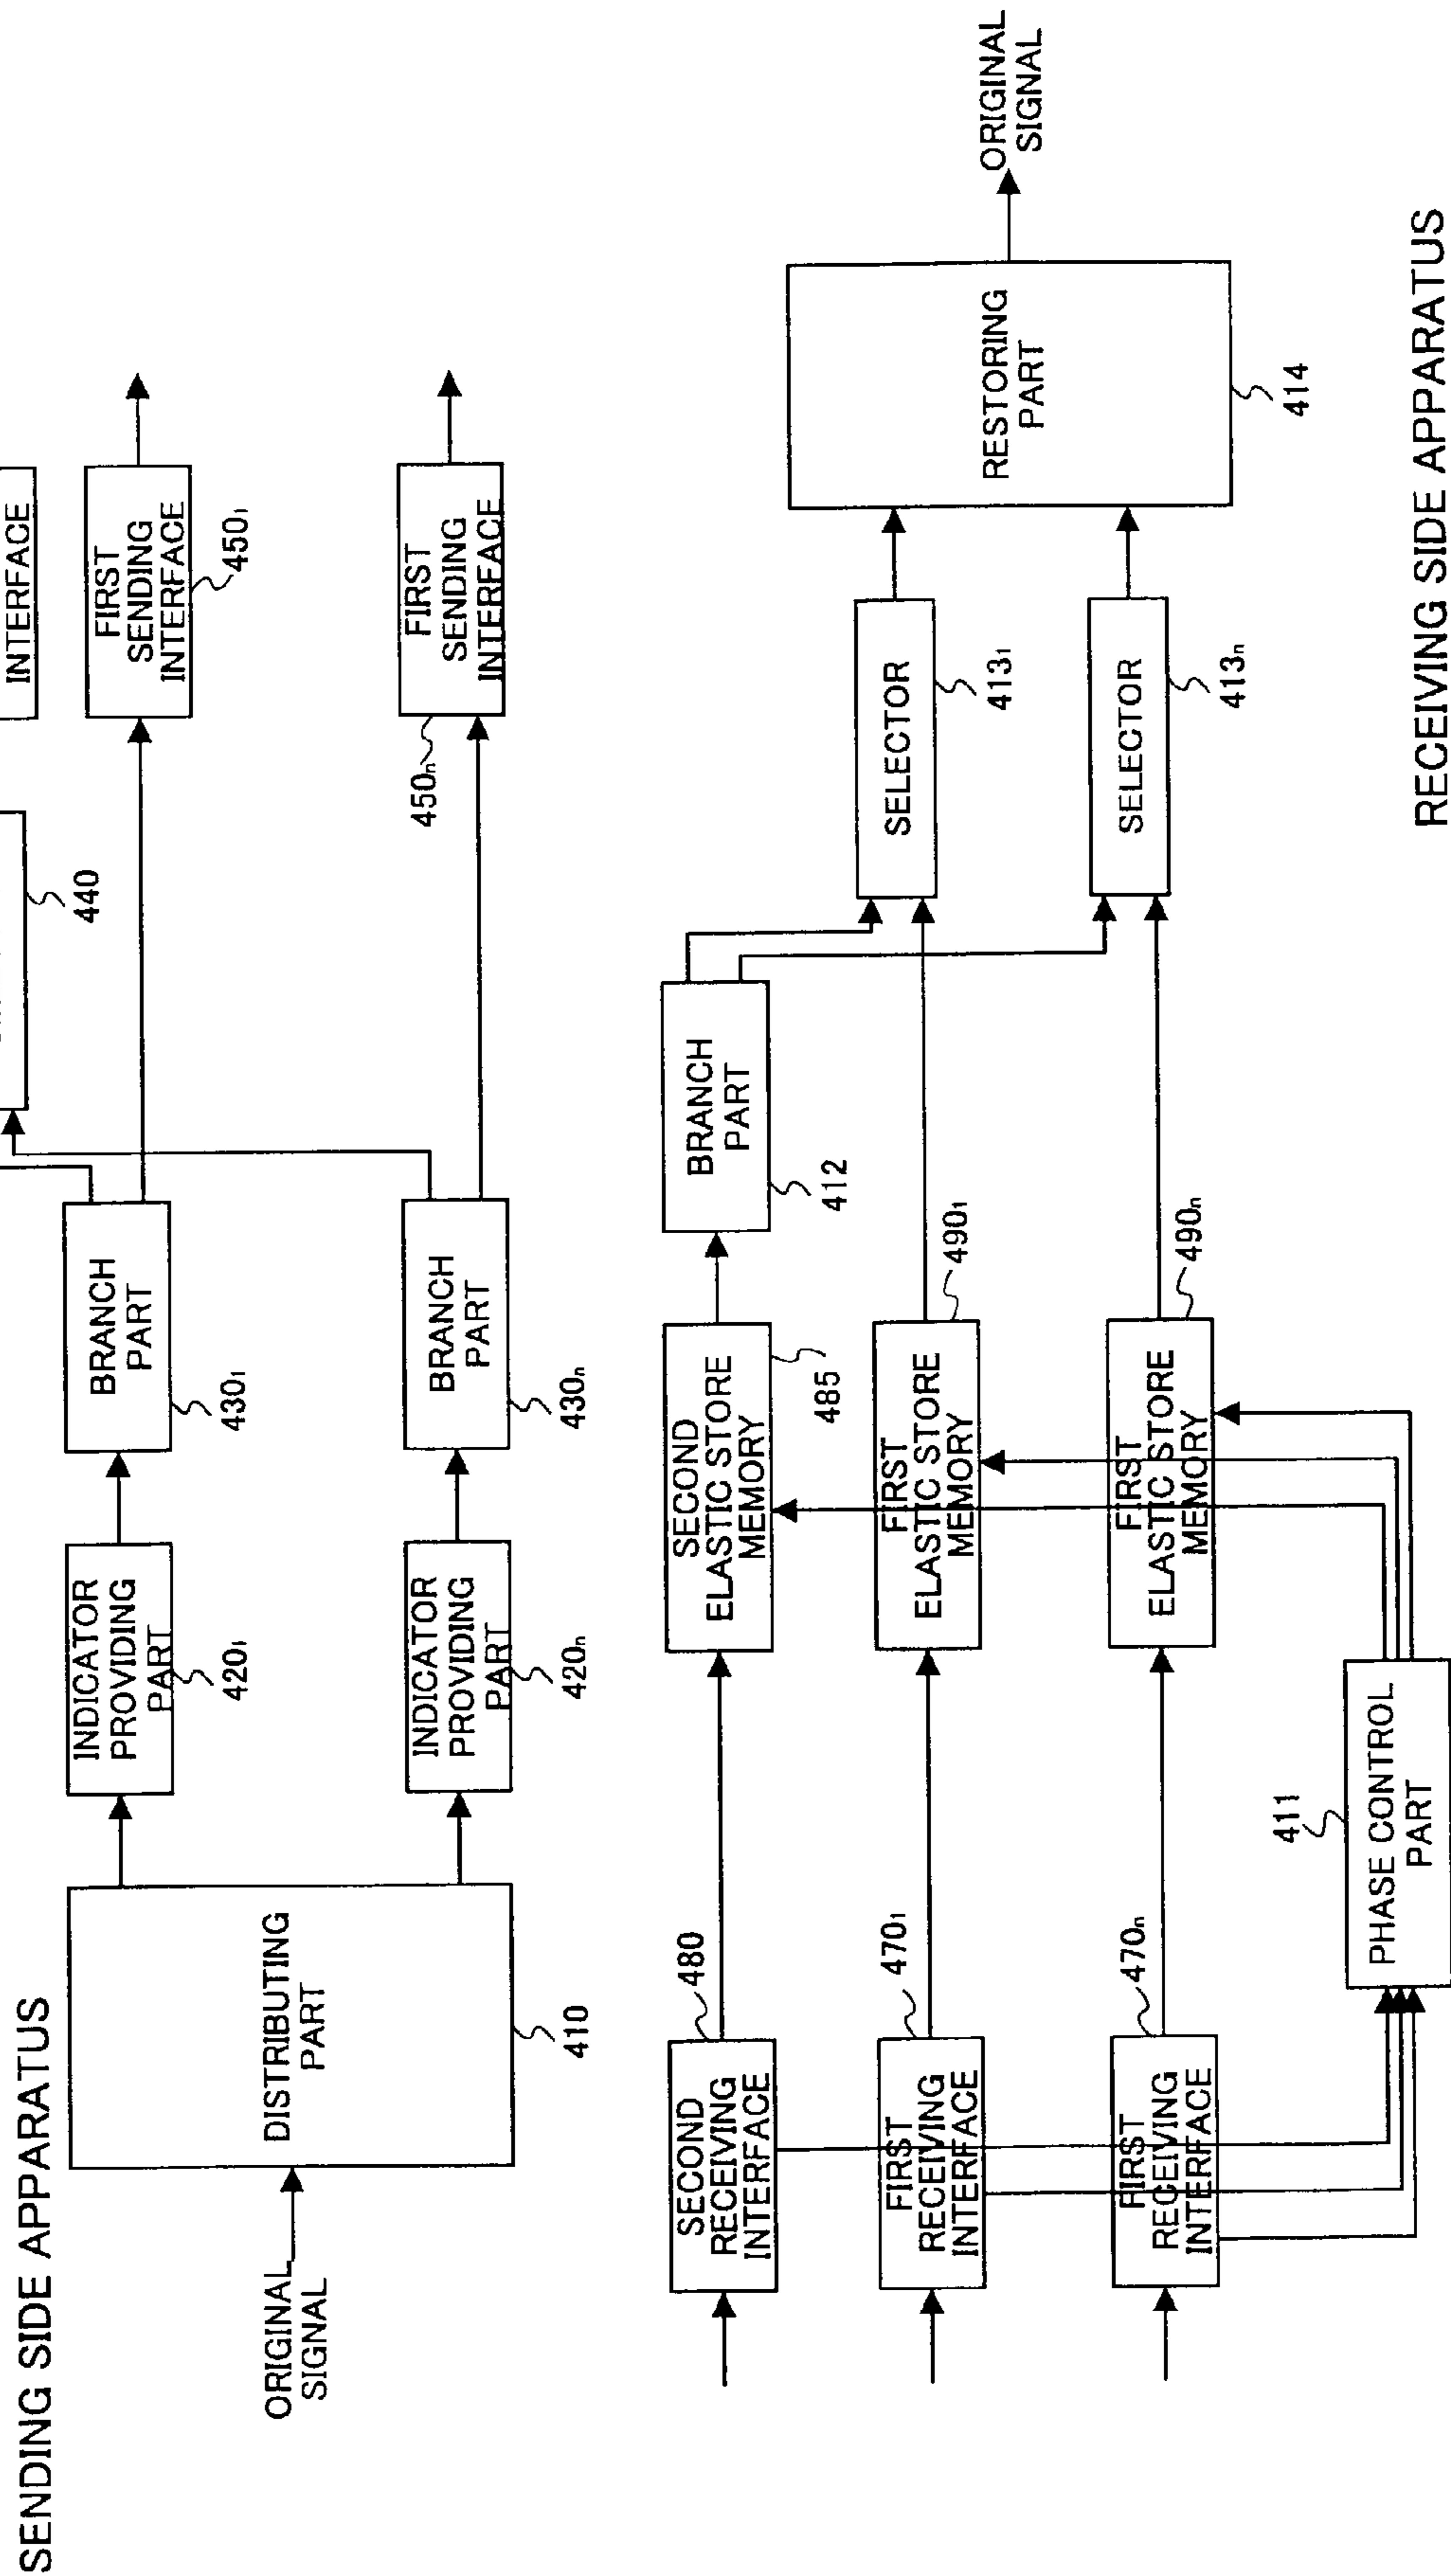 SENDING SIDE APPARATUS
INTERFACE
440
ORIGINAL
SIGNAL
DISTRIBUTING
PART
410
INDICATOR
PROVIDING
PART
420₁
BRANCH
PART
430₁
FIRST
SENDING
INTERFACE
450₁
INDICATOR
PROVIDING
PART
420ₙ
BRANCH
PART
430ₙ
FIRST
SENDING
INTERFACE
450ₙ
SECOND
RECEIVING
INTERFACE
480
SECOND
ELASTIC STORE
MEMORY
485
BRANCH
PART
412
FIRST
RECEIVING
INTERFACE
470₁
FIRST
ELASTIC STORE
MEMORY
490₁
SELECTOR
413₁
FIRST
RECEIVING
INTERFACE
470ₙ
FIRST
ELASTIC STORE
MEMORY
490ₙ
SELECTOR
413ₙ
RESTORING
PART
414
ORIGINAL
SIGNAL
411
PHASE CONTROL
PART
RECEIVING SIDE APPARATUS